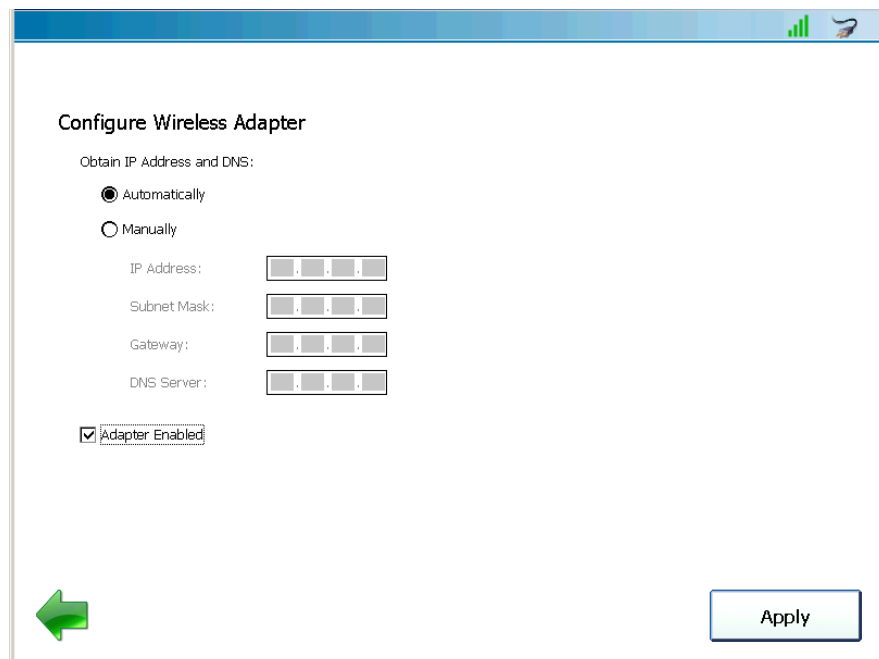 Configure Wireless Adapter
Obtain IP Address and DNS:
Automatically
Manually
IP Address:
Subnet Mask:
Gateway:
DNS Server:
Adapter Enabled
Apply